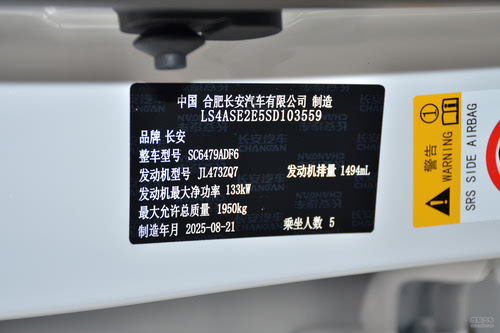 中国 合肥长安汽车有限公司 制造
LS4ASE2E5SD103559
品牌 长安
整车型号 SC6479ADF6
发动机型号 JL473ZQ7 发动机排量 1494mL
发动机最大净功率 133kW
最大允许总质量 1950kg
制造年月 2025-08-21 乘坐人数 5
警告
WARNING
SRS SIDE AIRBAG